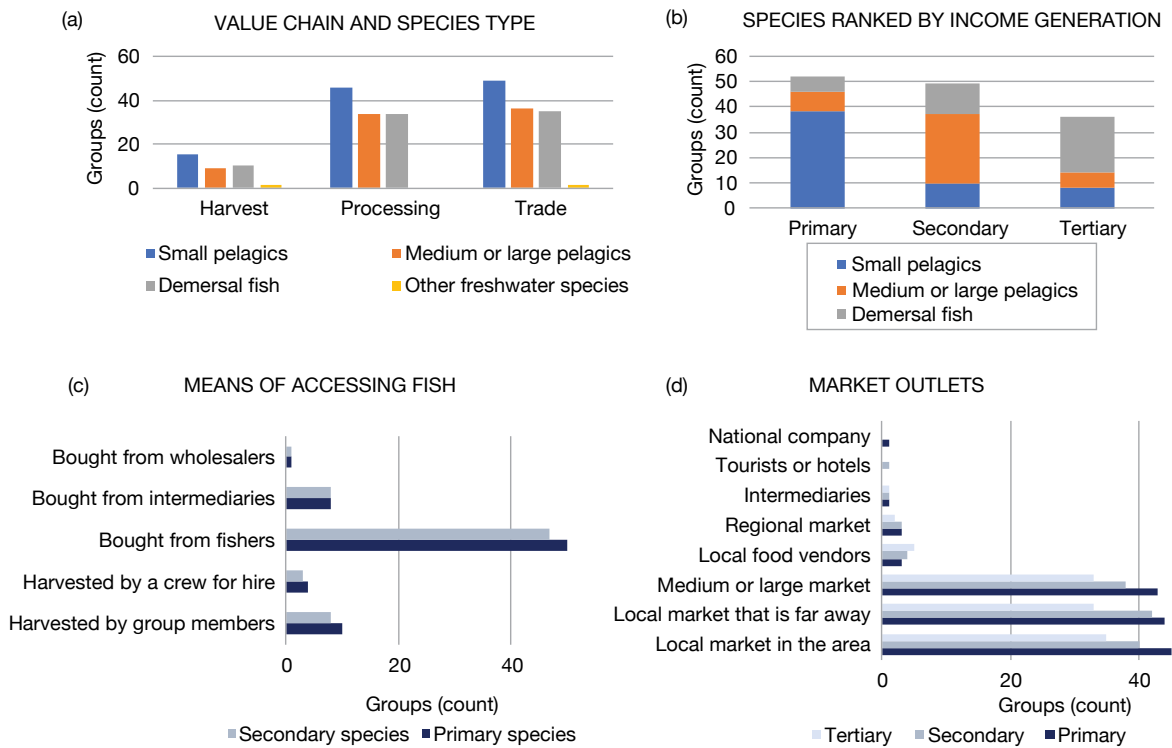 (a) VALUE CHAIN AND SPECIES TYPE
Groups (count)
60
40
20
0
Harvest Processing Trade
Small pelagics Medium or large pelagics
Demersal fish Other freshwater species
(b) SPECIES RANKED BY INCOME GENERATION
Groups (count)
60
50
40
30
20
10
0
Primary Secondary Tertiary
Small pelagics
Medium or large pelagics
Demersal fish
(c) MEANS OF ACCESSING FISH
Bought from wholesalers
Bought from intermediaries
Bought from fishers
Harvested by a crew for hire
Harvested by group members
0 20 40
Groups (count)
Secondary species Primary species
(d) MARKET OUTLETS
National company
Tourists or hotels
Intermediaries
Regional market
Local food vendors
Medium or large market
Local market that is far away
Local market in the area
0 20 40
Groups (count)
Tertiary Secondary Primary